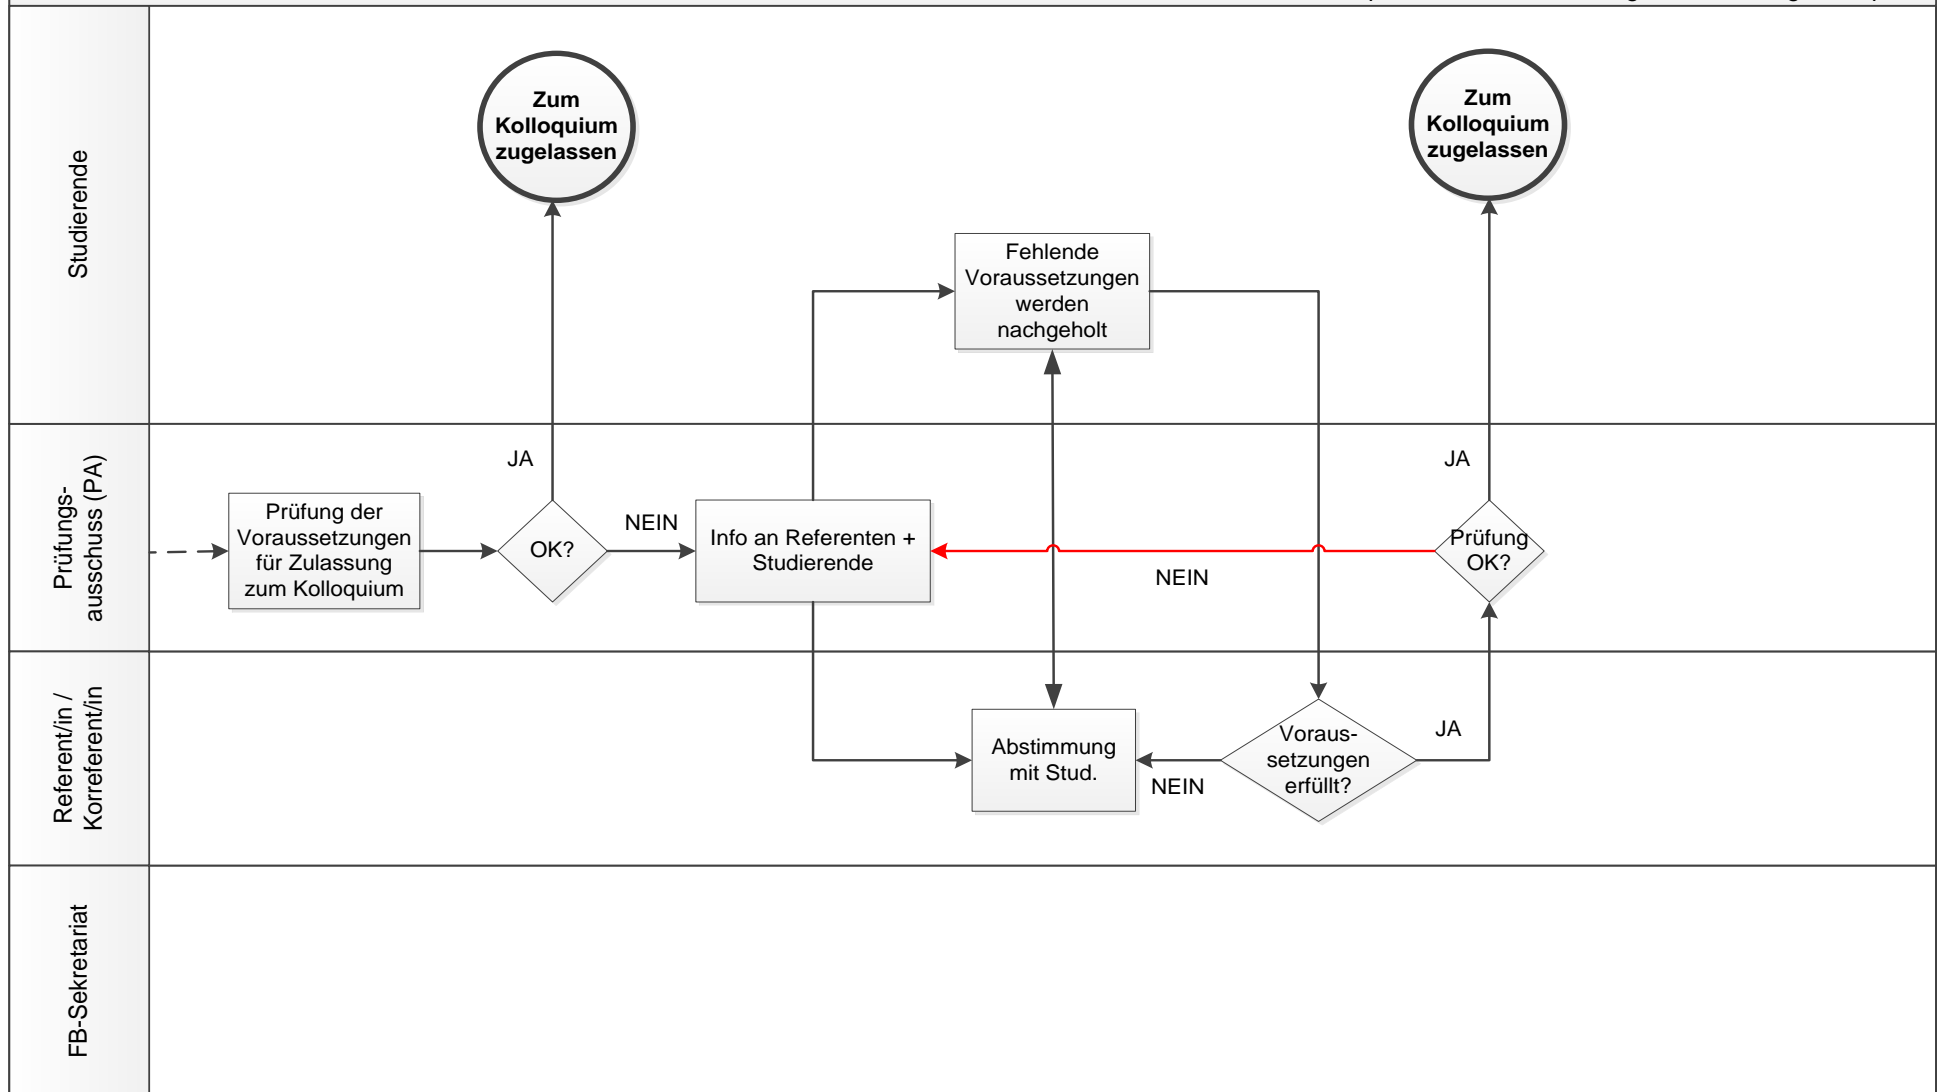 Studierende
Zum
Kolloquium
zugelassen
Zum
Kolloquium
zugelassen
Fehlende
Voraussetzungen
werden
nachgeholt
Prüfungs-
ausschuss (PA)
JA
JA
Prüfung der
Voraussetzungen
für Zulassung
zum Kolloquium
OK?
NEIN
Info an Referenten +
Studierende
NEIN
Prüfung
OK?
Referent/in /
Korreferent/in
Abstimmung
mit Stud.
NEIN
Voraus-
setzungen
erfüllt?
JA
FB-Sekretariat